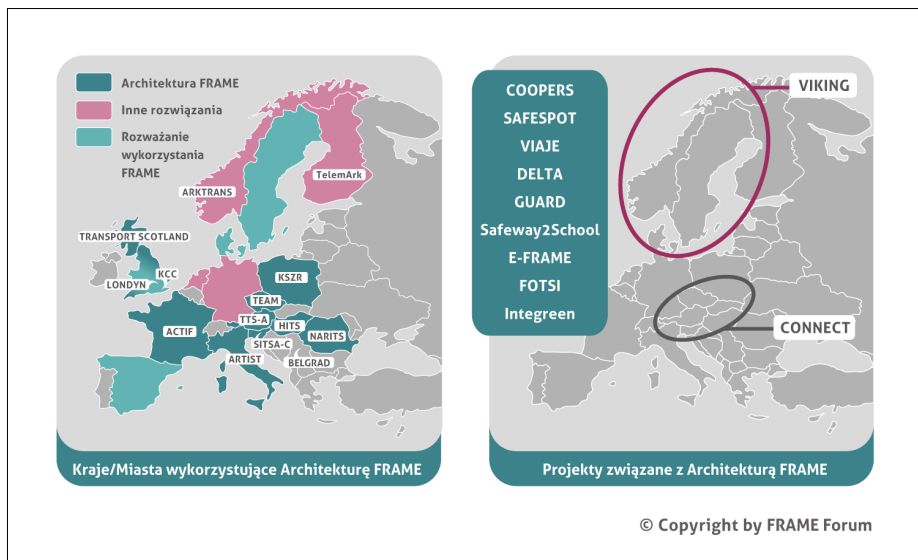 Architektura FRAME
Inne rozwiązania
Rozważanie
wykorzystania
FRAME
TelemArk
ARKTRANS
TRANSPORT SCOTLAND
KCC
LONDYN
KSZR
TEAM
TTS-A
HITS
ACTIF
NARITS
SITSA-C
ARTIST
BELGRAD
Kraje/Miasta wykorzystujące Architekturę FRAME
COOPERS
SAFESPOT
VIAJE
DELTA
GUARD
Safeway2School
E-FRAME
FOTSI
Integreen
VIKING
CONNECT
Projekty związane z Architekturą FRAME
© Copyright by FRAME Forum